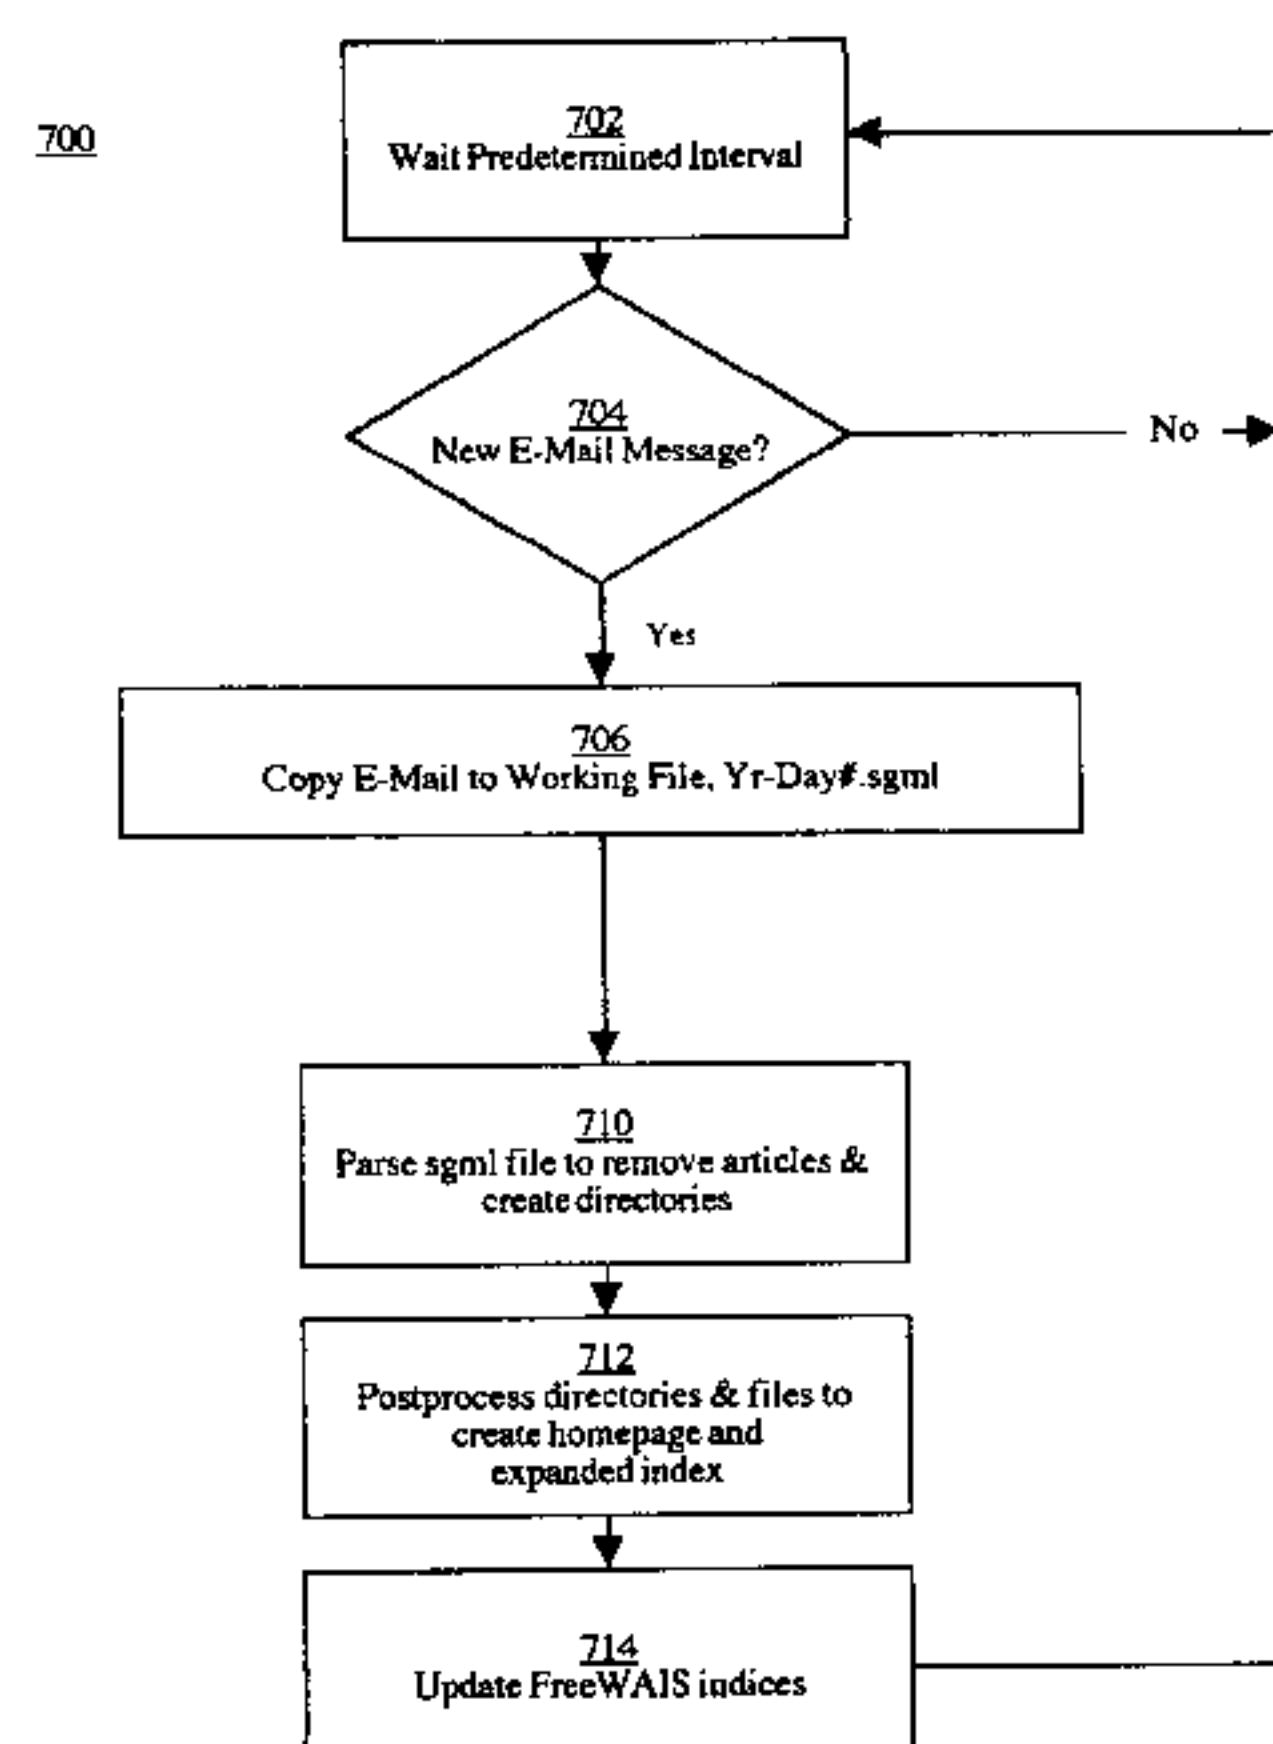 700
702
Wait Predetermined Interval
704
New E-Mail Message?
No
Yes
706
Copy E-Mail to Working File, Yr-Day#.sgml
710
Parse sgml file to remove articles &
create directories
712
Postprocess directories & files to
create homepage and
expanded index
714
Update FreeWAIS indices